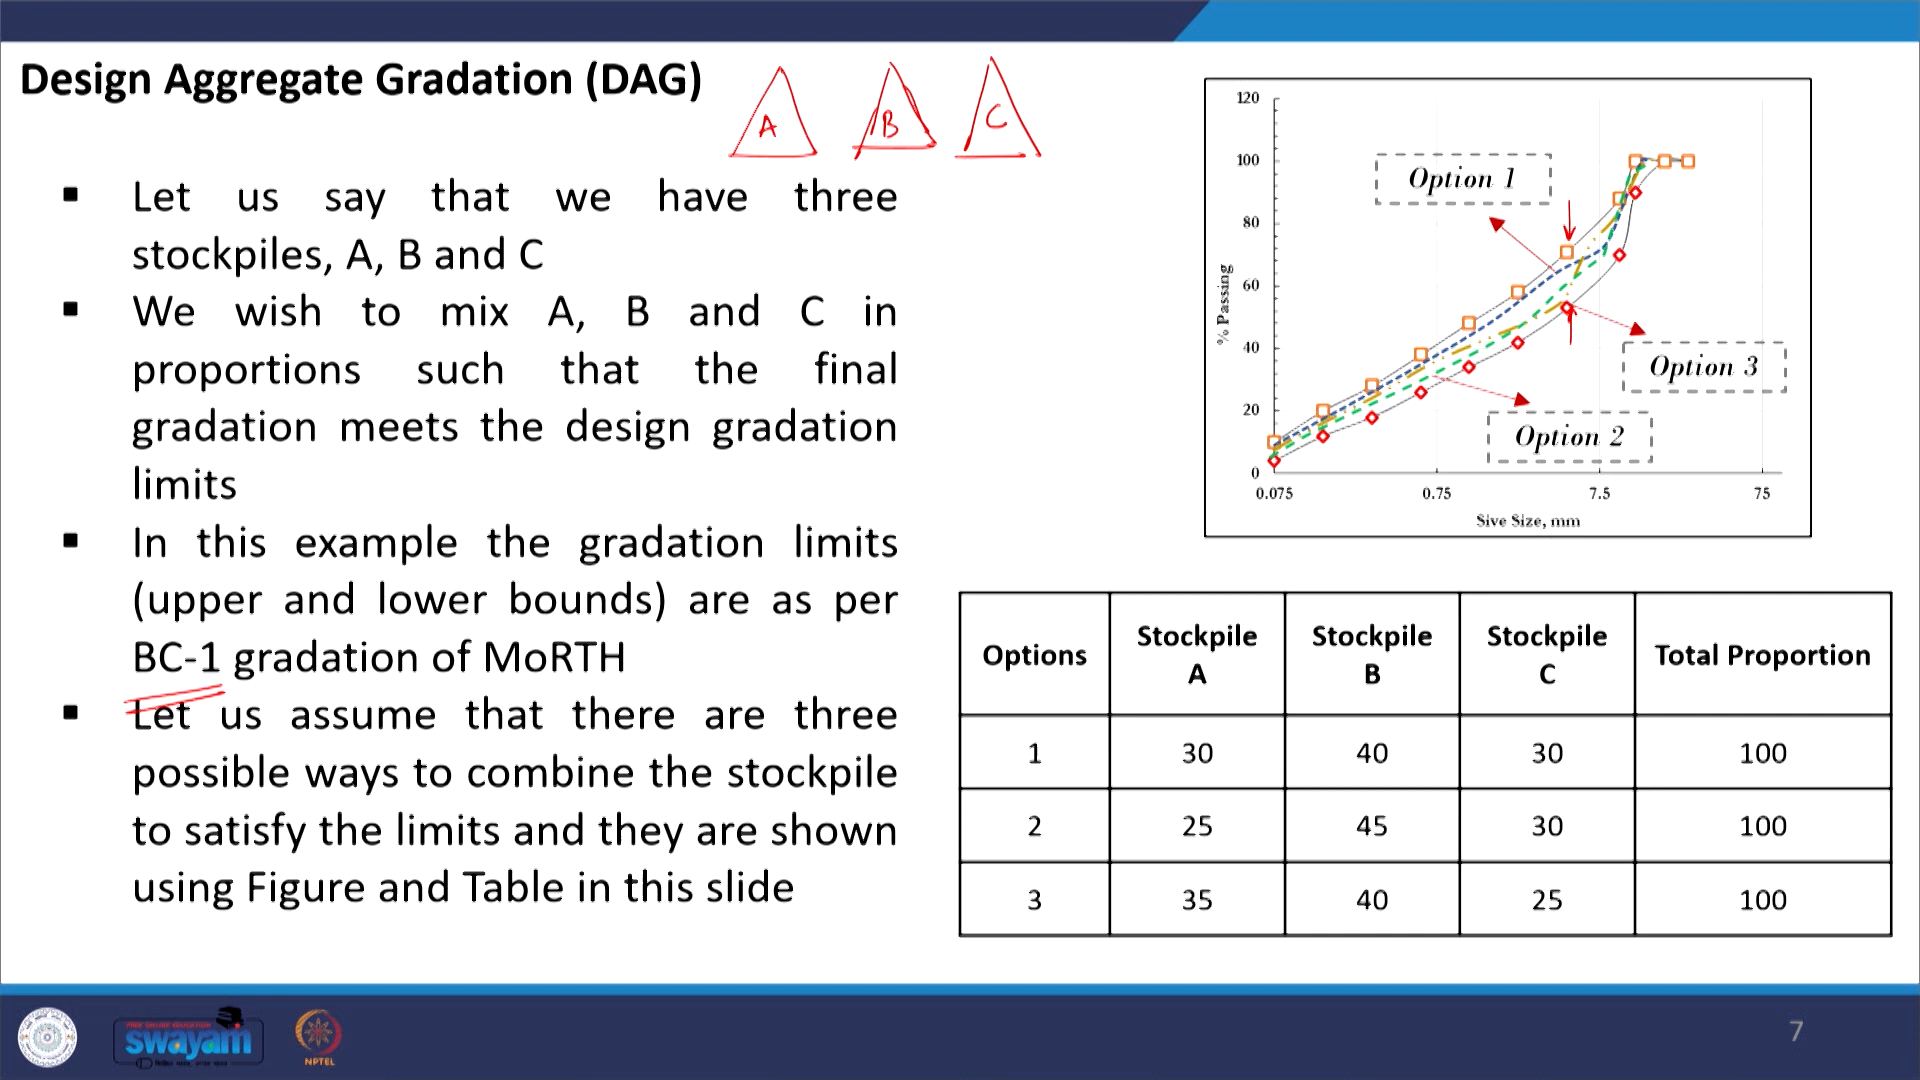 Design Aggregate Gradation (DAG)
A B C
Let us say that we have three
stockpiles, A, B and C
We wish to mix A, B and C in
proportions such that the final
gradation meets the design gradation
limits
In this example the gradation limits
(upper and lower bounds) are as per
BC-1 gradation of MoRTH
Let us assume that there are three
possible ways to combine the stockpile
to satisfy the limits and they are shown
using Figure and Table in this slide
120
100
80
60
40
20
0
% Passing
Option 1
Option 3
Option 2
0.075 0.75 7.5 75
Sive Size, mm
Options Stockpile A Stockpile B Stockpile C Total Proportion
1 30 40 30 100
2 25 45 30 100
3 35 40 25 100
FREE ONLINE EDUCATION
swayam
NPTEL
7